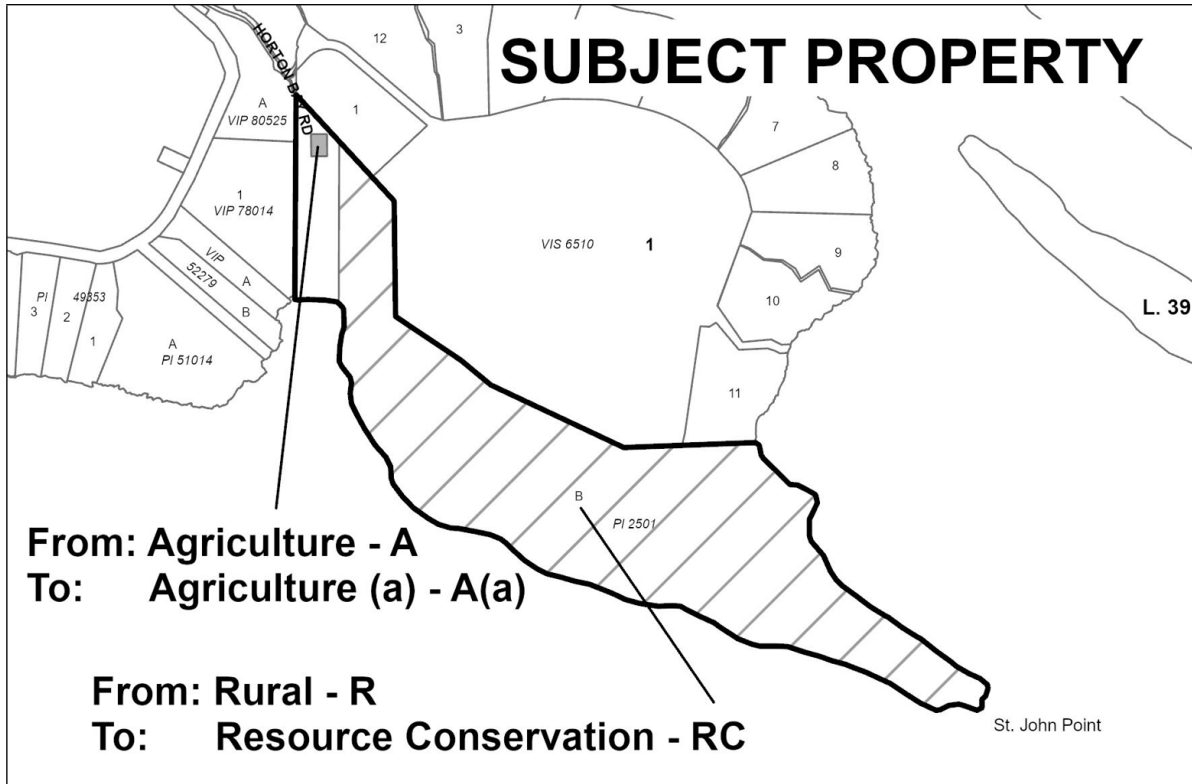 SUBJECT PROPERTY
HORTON BAY RD
12
3
1
A
VIP 80525
7
8
1
VIP 78014
VIS 6510
1
9
VIP
52279
A
B
10
L. 39
PI
3
2
49353
1
A
PI 51014
11
B
PI 2501
From: Agriculture - A
To: Agriculture (a) - A(a)
From: Rural - R
To: Resource Conservation - RC
St. John Point